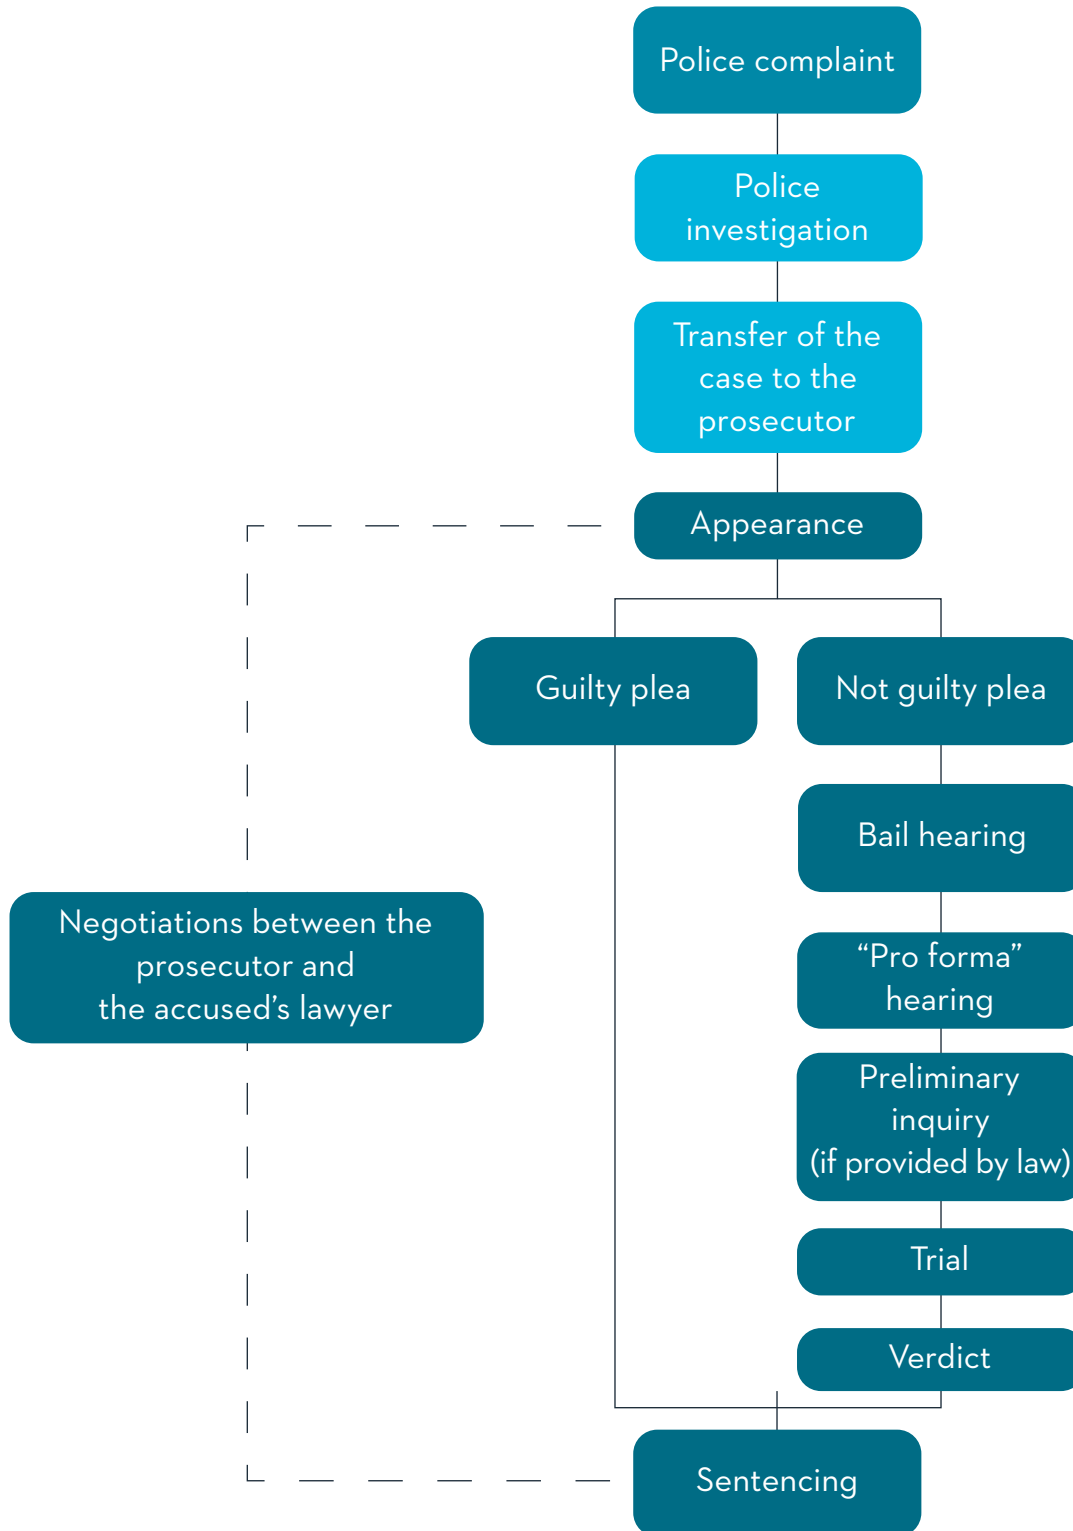 Police complaint
Police
investigation
Transfer of the
case to the
prosecutor
Appearance
Guilty plea
Not guilty plea
Bail hearing
Negotiations between the
prosecutor and
the accused’s lawyer
“Pro forma”
hearing
Preliminary
inquiry
(if provided by law)
Trial
Verdict
Sentencing